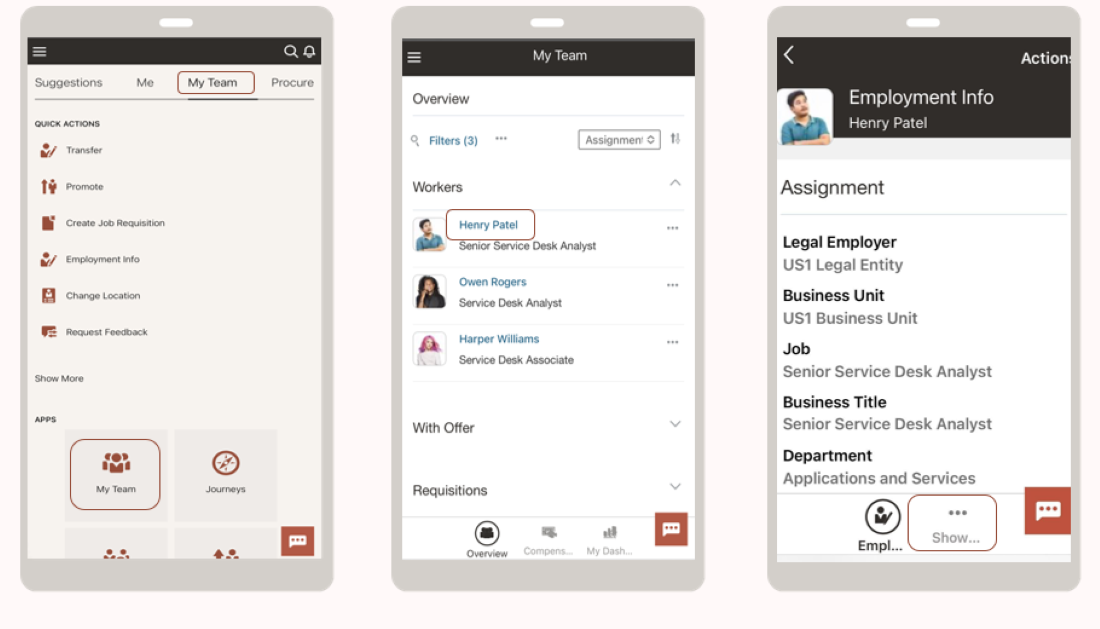 Suggestions Me My Team Procure
QUICK ACTIONS
Transfer
Promote
Create Job Requisition
Employment Info
Change Location
Request Feedback
Show More
APPS
My Team Journeys
My Team
Overview
Filters (3) ••• Assignment
Workers
Henry Patel
Senior Service Desk Analyst
Owen Rogers
Service Desk Analyst
Harper Williams
Service Desk Associate
With Offer
Requisitions
Overview Compens... My Dash...
Actions
Employment Info
Henry Patel
Assignment
Legal Employer
US1 Legal Entity
Business Unit
US1 Business Unit
Job
Senior Service Desk Analyst
Business Title
Senior Service Desk Analyst
Department
Applications and Services
Empl... Show...